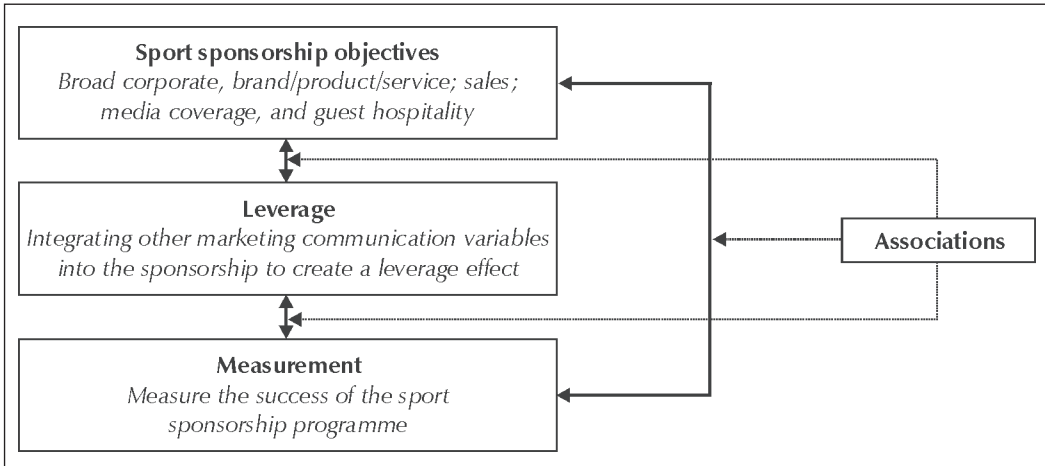 Sport sponsorship objectives
Broad corporate, brand/product/service; sales;
media coverage, and guest hospitality
Leverage
Integrating other marketing communication variables
into the sponsorship to create a leverage effect
Associations
Measurement
Measure the success of the sport
sponsorship programme